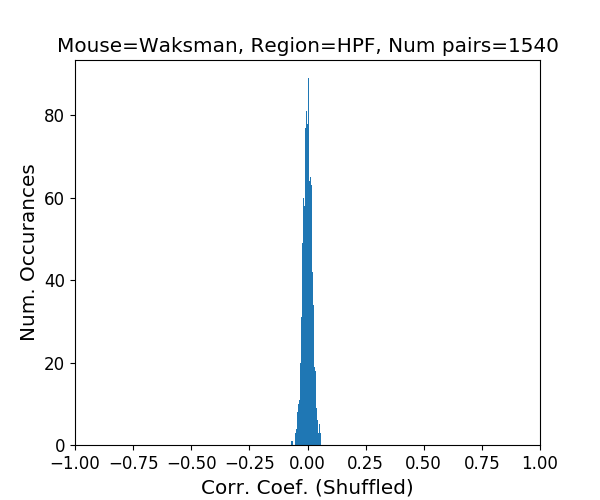 Mouse=Waksman, Region=HPF, Num pairs=1540
Num. Occurances
80
60
40
20
0
−1.00 −0.75 −0.50 −0.25 0.00 0.25 0.50 0.75 1.00
Corr. Coef. (Shuffled)